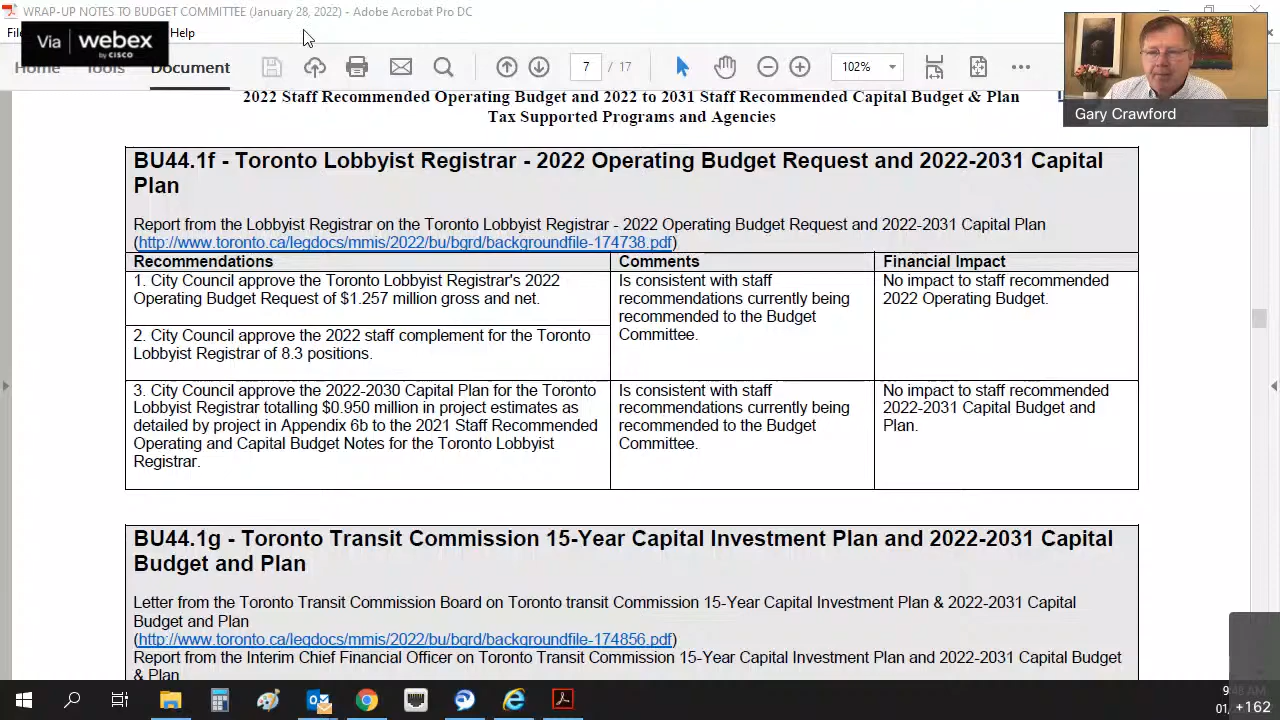 WRAP-UP NOTES TO BUDGET COMMITTEE (January 28, 2022) - Adobe Acrobat Pro DC
Help
Via webex
by CISCO
Home Tools Document
7 / 17
102%
Gary Crawford
2022 Staff Recommended Operating Budget and 2022 to 2031 Staff Recommended Capital Budget & Plan
Tax Supported Programs and Agencies
BU44.1f - Toronto Lobbyist Registrar - 2022 Operating Budget Request and 2022-2031 Capital
Plan
Report from the Lobbyist Registrar on the Toronto Lobbyist Registrar - 2022 Operating Budget Request and 2022-2031 Capital Plan
(http://www.toronto.ca/legdocs/mmis/2022/bu/bgrd/backgroundfile-174738.pdf)
Recommendations
Comments
Financial Impact
1. City Council approve the Toronto Lobbyist Registrar's 2022
Operating Budget Request of $1.257 million gross and net.
Is consistent with staff
recommendations currently being
recommended to the Budget
Committee.
No impact to staff recommended
2022 Operating Budget.
2. City Council approve the 2022 staff complement for the Toronto
Lobbyist Registrar of 8.3 positions.
3. City Council approve the 2022-2030 Capital Plan for the Toronto
Lobbyist Registrar totalling $0.950 million in project estimates as
detailed by project in Appendix 6b to the 2021 Staff Recommended
Operating and Capital Budget Notes for the Toronto Lobbyist
Registrar.
Is consistent with staff
recommendations currently being
recommended to the Budget
Committee.
No impact to staff recommended
2022-2031 Capital Budget and
Plan.
BU44.1g - Toronto Transit Commission 15-Year Capital Investment Plan and 2022-2031 Capital
Budget and Plan
Letter from the Toronto Transit Commission Board on Toronto transit Commission 15-Year Capital Investment Plan & 2022-2031 Capital
Budget and Plan
(http://www.toronto.ca/legdocs/mmis/2022/bu/bgrd/backgroundfile-174856.pdf)
Report from the Interim Chief Financial Officer on Toronto Transit Commission 15-Year Capital Investment Plan and 2022-2031 Capital Budget
& Plan
9:48 AM
+162